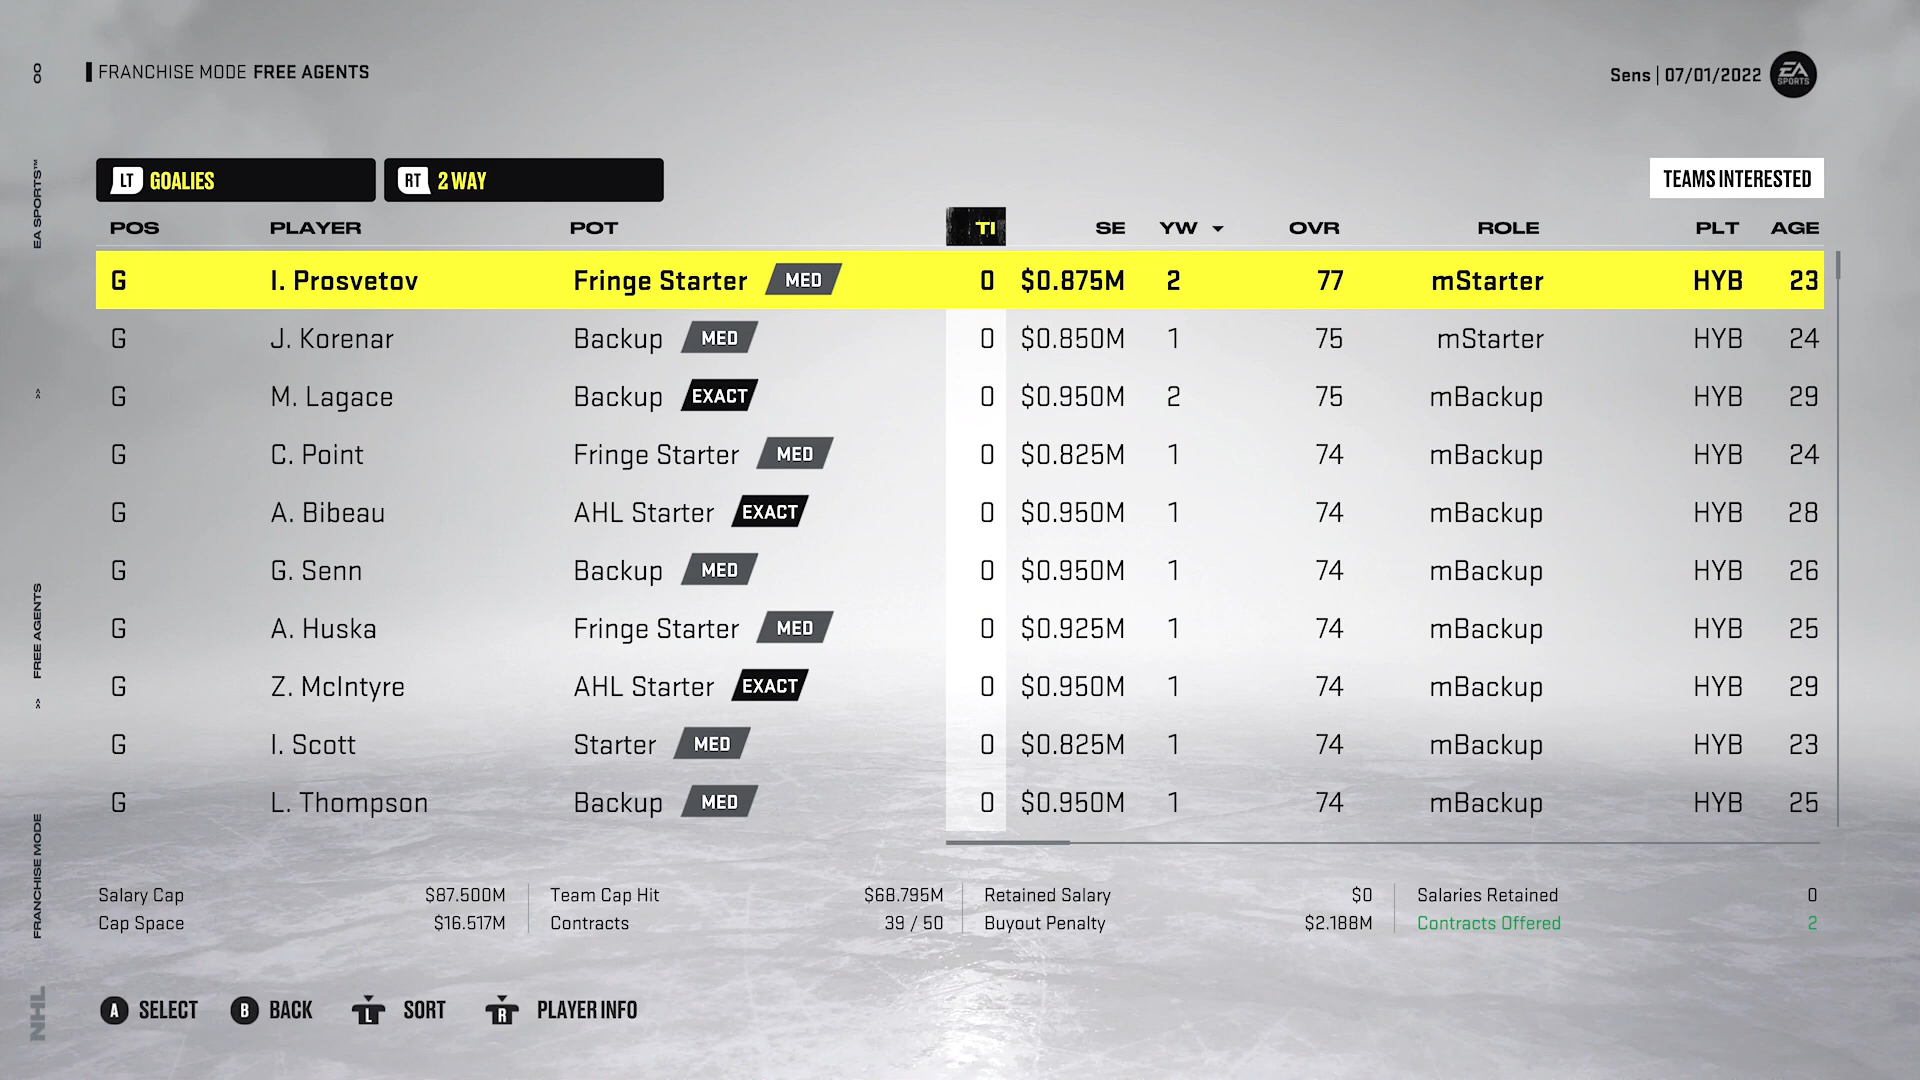 FRANCHISE MODE FREE AGENTS
Sens | 07/01/2022 EA SPORTS
LT GOALIES RT 2 WAY TEAMS INTERESTED
POS PLAYER POT TI SE YW OVR ROLE PLT AGE
G I. Prosvetov Fringe Starter MED 0 $0.875M 2 77 mStarter HYB 23
G J. Korenar Backup MED 0 $0.850M 1 75 mStarter HYB 24
G M. Lagace Backup EXACT 0 $0.950M 2 75 mBackup HYB 29
G C. Point Fringe Starter MED 0 $0.825M 1 74 mBackup HYB 24
G A. Bibeau AHL Starter EXACT 0 $0.950M 1 74 mBackup HYB 28
G G. Senn Backup MED 0 $0.950M 1 74 mBackup HYB 26
G A. Huska Fringe Starter MED 0 $0.925M 1 74 mBackup HYB 25
G Z. McIntyre AHL Starter EXACT 0 $0.950M 1 74 mBackup HYB 29
G I. Scott Starter MED 0 $0.825M 1 74 mBackup HYB 23
G L. Thompson Backup MED 0 $0.950M 1 74 mBackup HYB 25
Salary Cap $87.500M Team Cap Hit $68.795M Retained Salary $0 Salaries Retained 0
Cap Space $16.517M Contracts 39 / 50 Buyout Penalty $2.188M Contracts Offered 2
A SELECT B BACK L SORT R PLAYER INFO
NHL FRANCHISE MODE >> FREE AGENTS >> EA SPORTS™